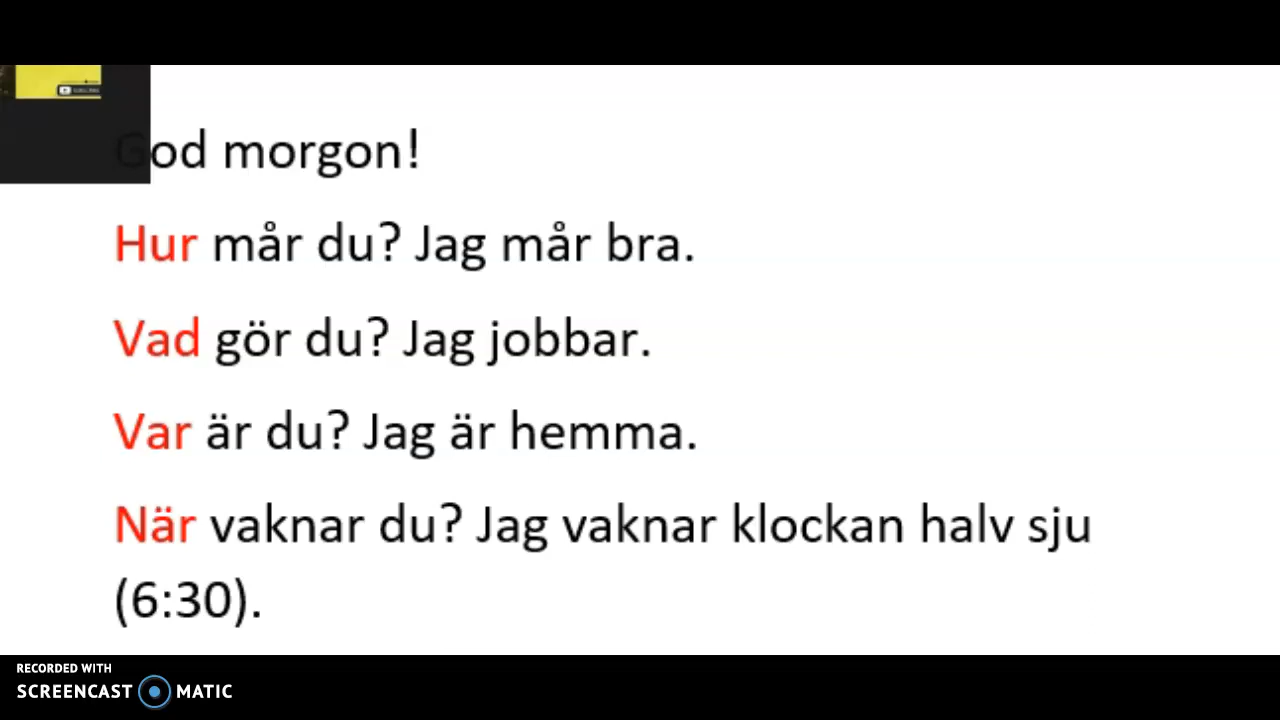 God morgon!
Hur mår du? Jag mår bra.
Vad gör du? Jag jobbar.
Var är du? Jag är hemma.
När vaknar du? Jag vaknar klockan halv sju
(6:30).
RECORDED WITH
SCREENCAST MATIC